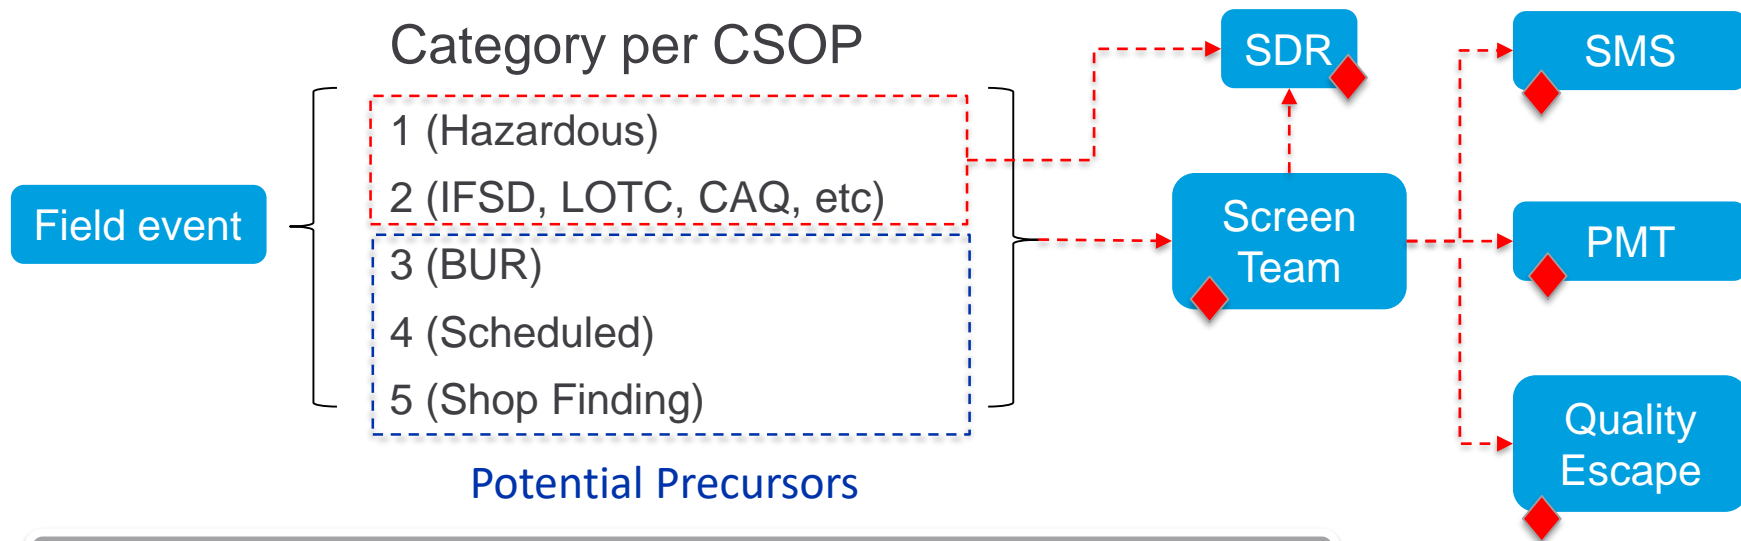 Category per CSOP
Field event
1 (Hazardous)
2 (IFSD, LOTC, CAQ, etc)
3 (BUR)
4 (Scheduled)
5 (Shop Finding)
Potential Precursors
SDR
Screen
Team
SMS
PMT
Quality
Escape